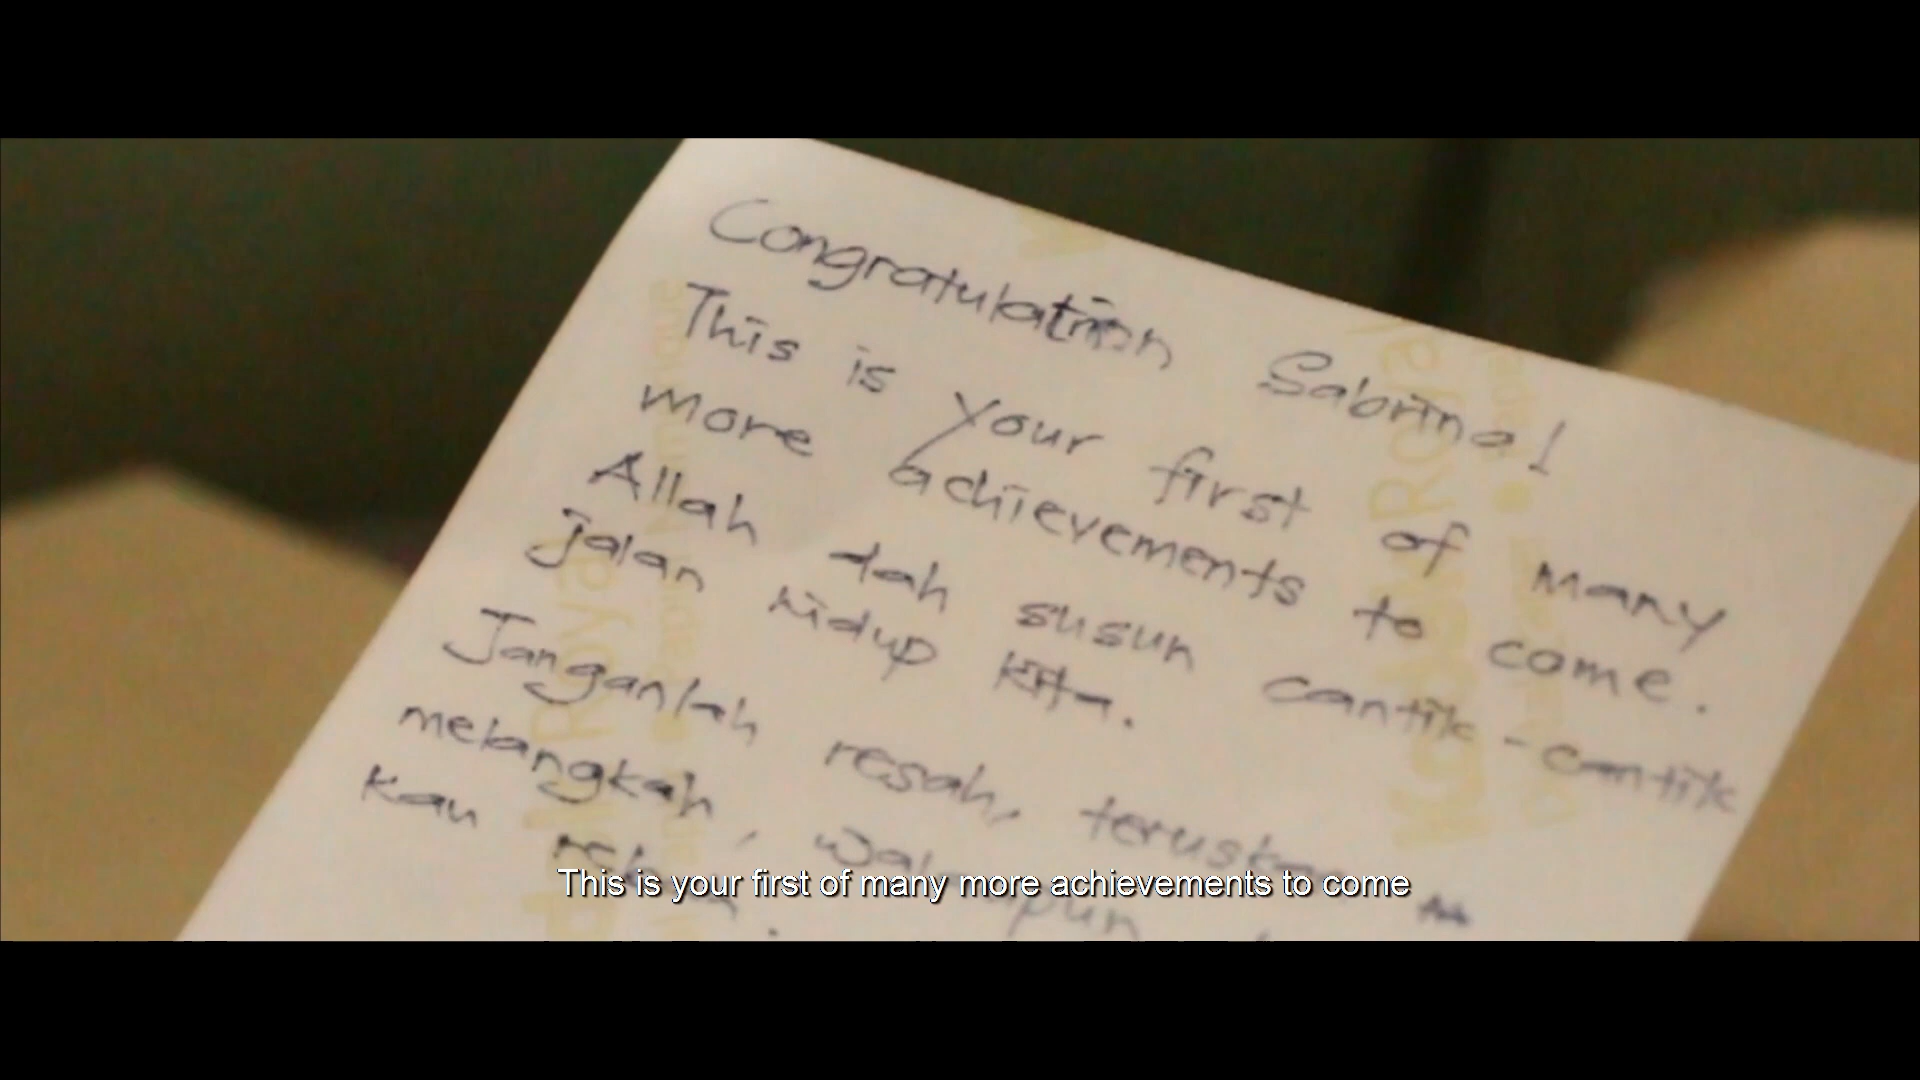 Congratulation Sabrina!
This is your first of many
more achievements to come.
Allah dah susun cantik-cantik
jalan hidup kita.
Janganlah resah, teruskan
melangkah, walaupun
Kau
This is your first of many more achievements to come